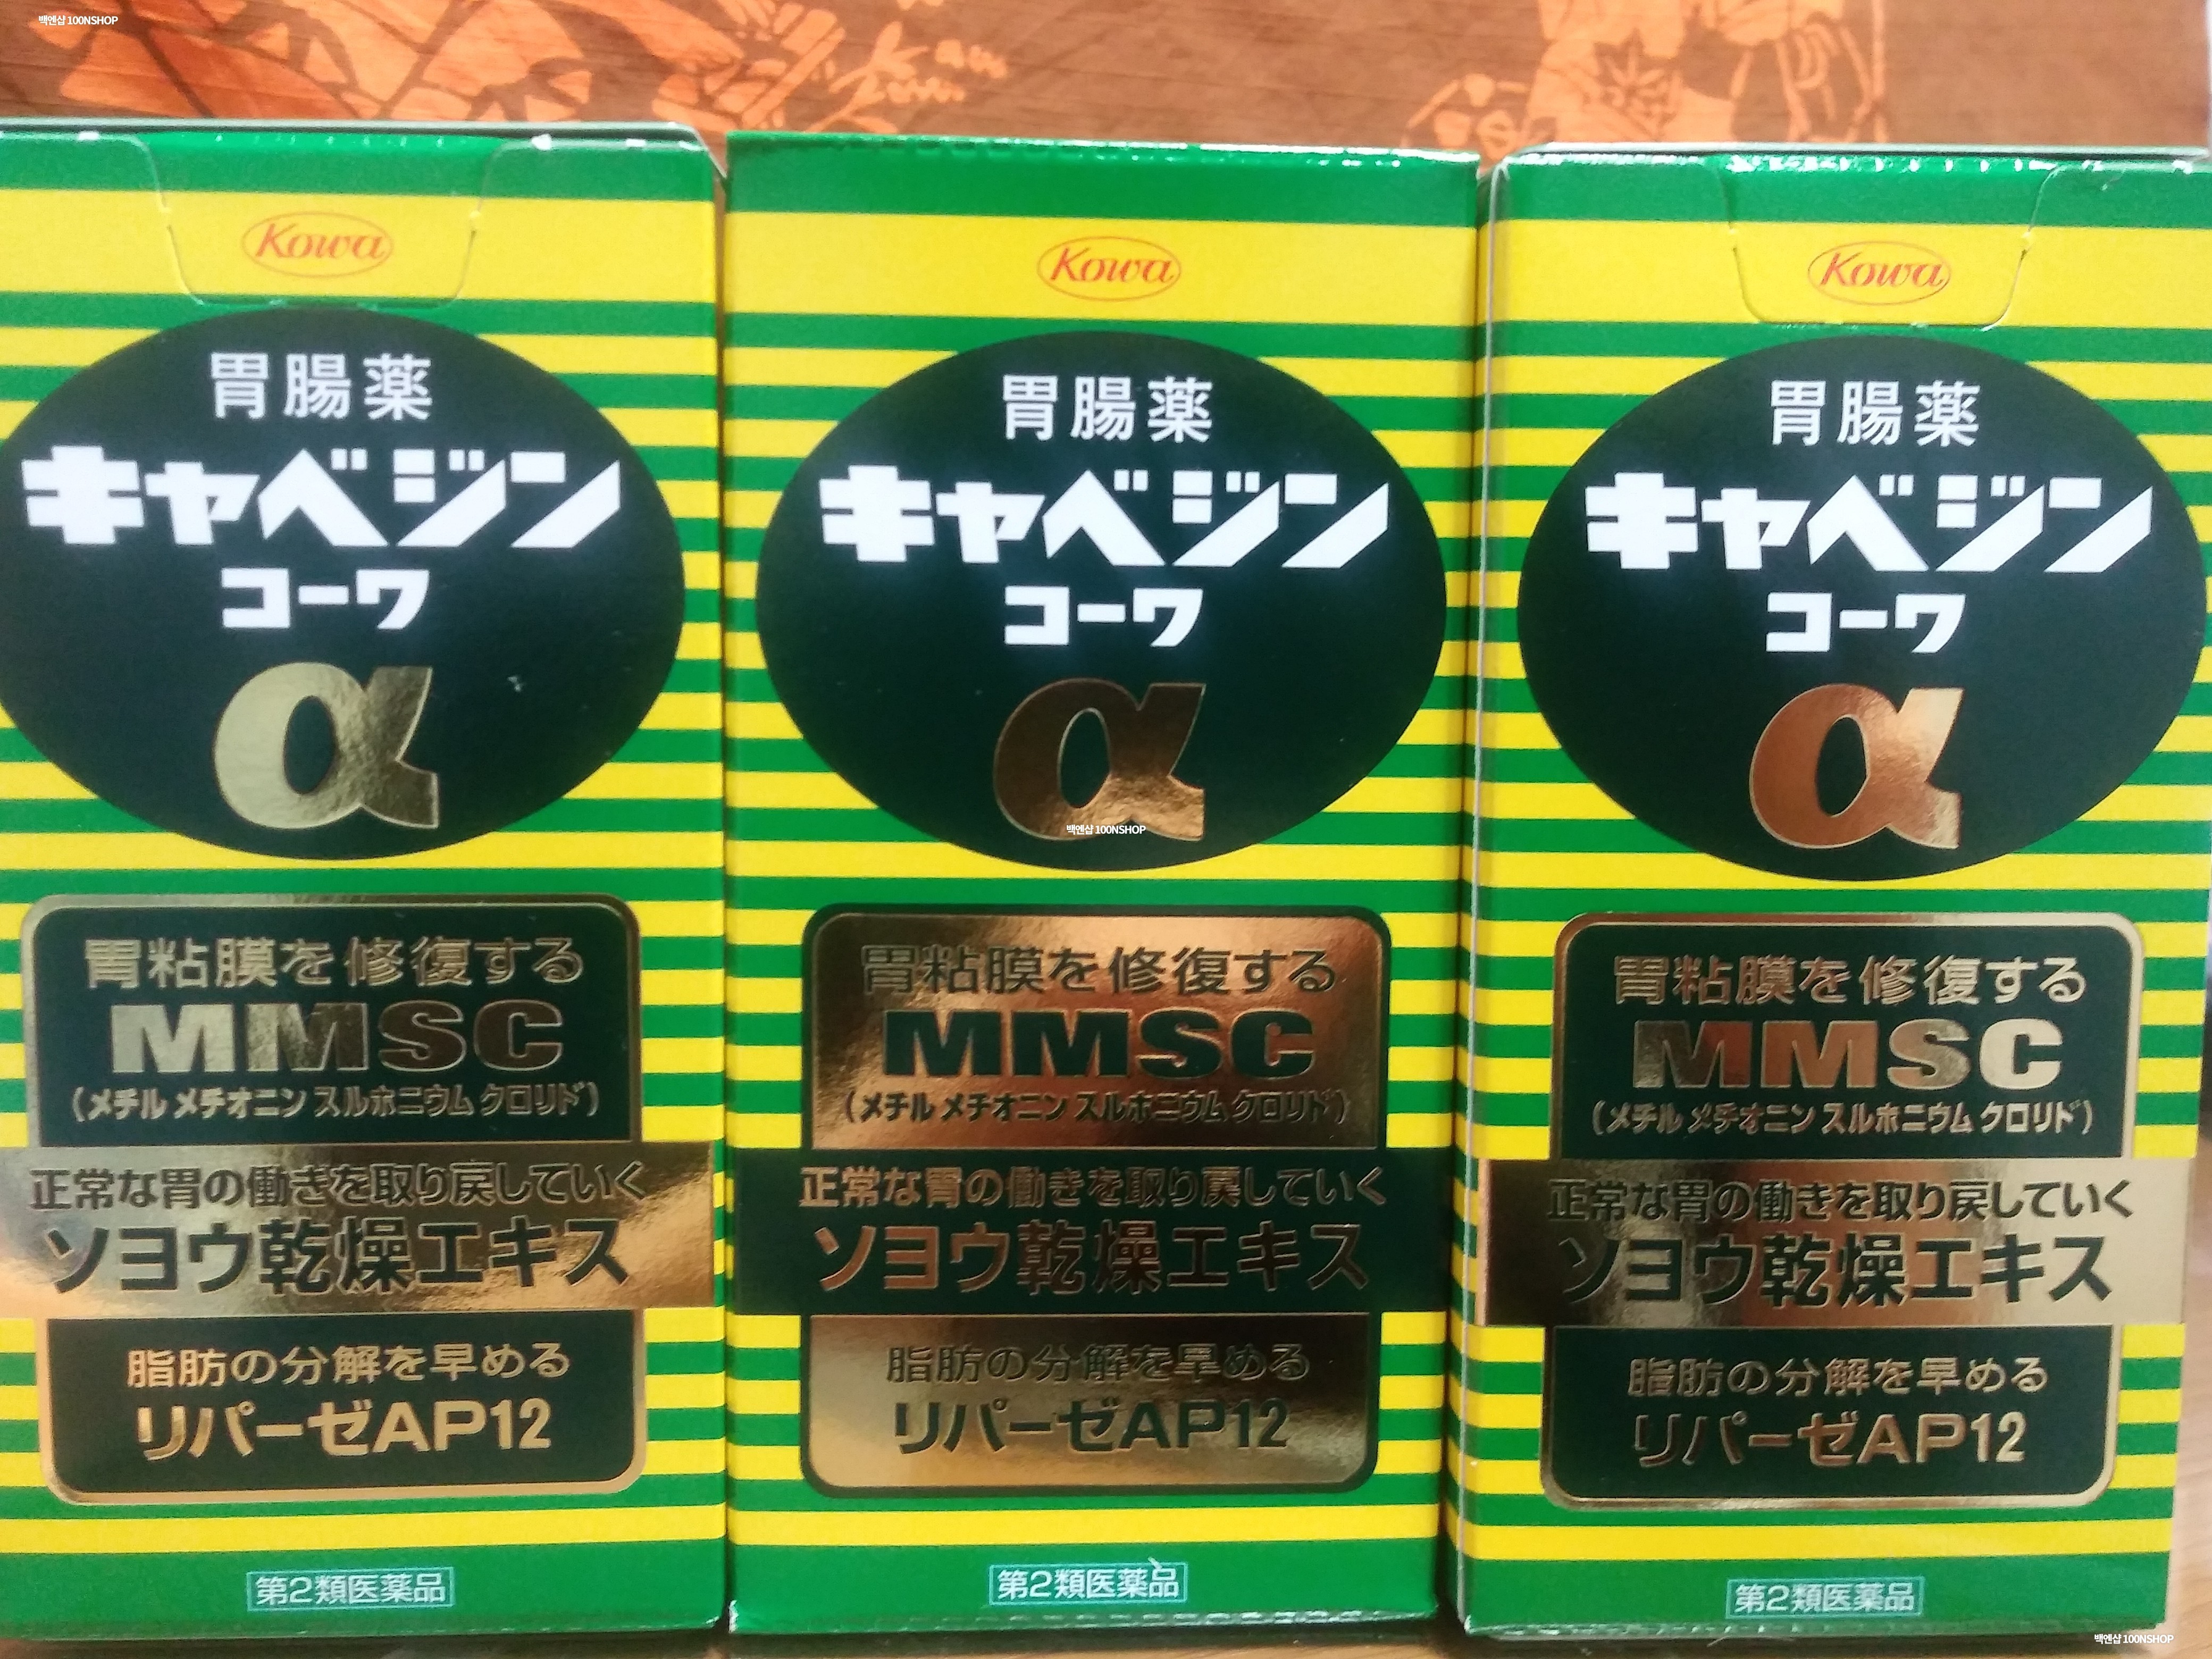 백엔샵 100NSHOP
Kowa
胃腸薬
キャベジン
コーワ
α
胃粘膜を修復する
MMSC
(メチル メチオニン スルホニウム クロリド)
正常な胃の働きを取り戻していく
ソヨウ乾燥エキス
脂肪の分解を早める
リパーゼAP12
第2類医薬品
Kowa
胃腸薬
キャベジン
コーワ
α
백엔샵 100NSHOP
胃粘膜を修復する
MMSC
(メチル メチオニン スルホニウム クロリド)
正常な胃の働きを取り戻していく
ソヨウ乾燥エキス
脂肪の分解を早める
リパーゼAP12
第2類医薬品
Kowa
胃腸薬
キャベジン
コーワ
α
胃粘膜を修復する
MMSC
(メチル メチオニン スルホニウム クロリド)
正常な胃の働きを取り戻していく
ソヨウ乾燥エキス
脂肪の分解を早める
リパーゼAP12
第2類医薬品
백엔샵 100NSHOP